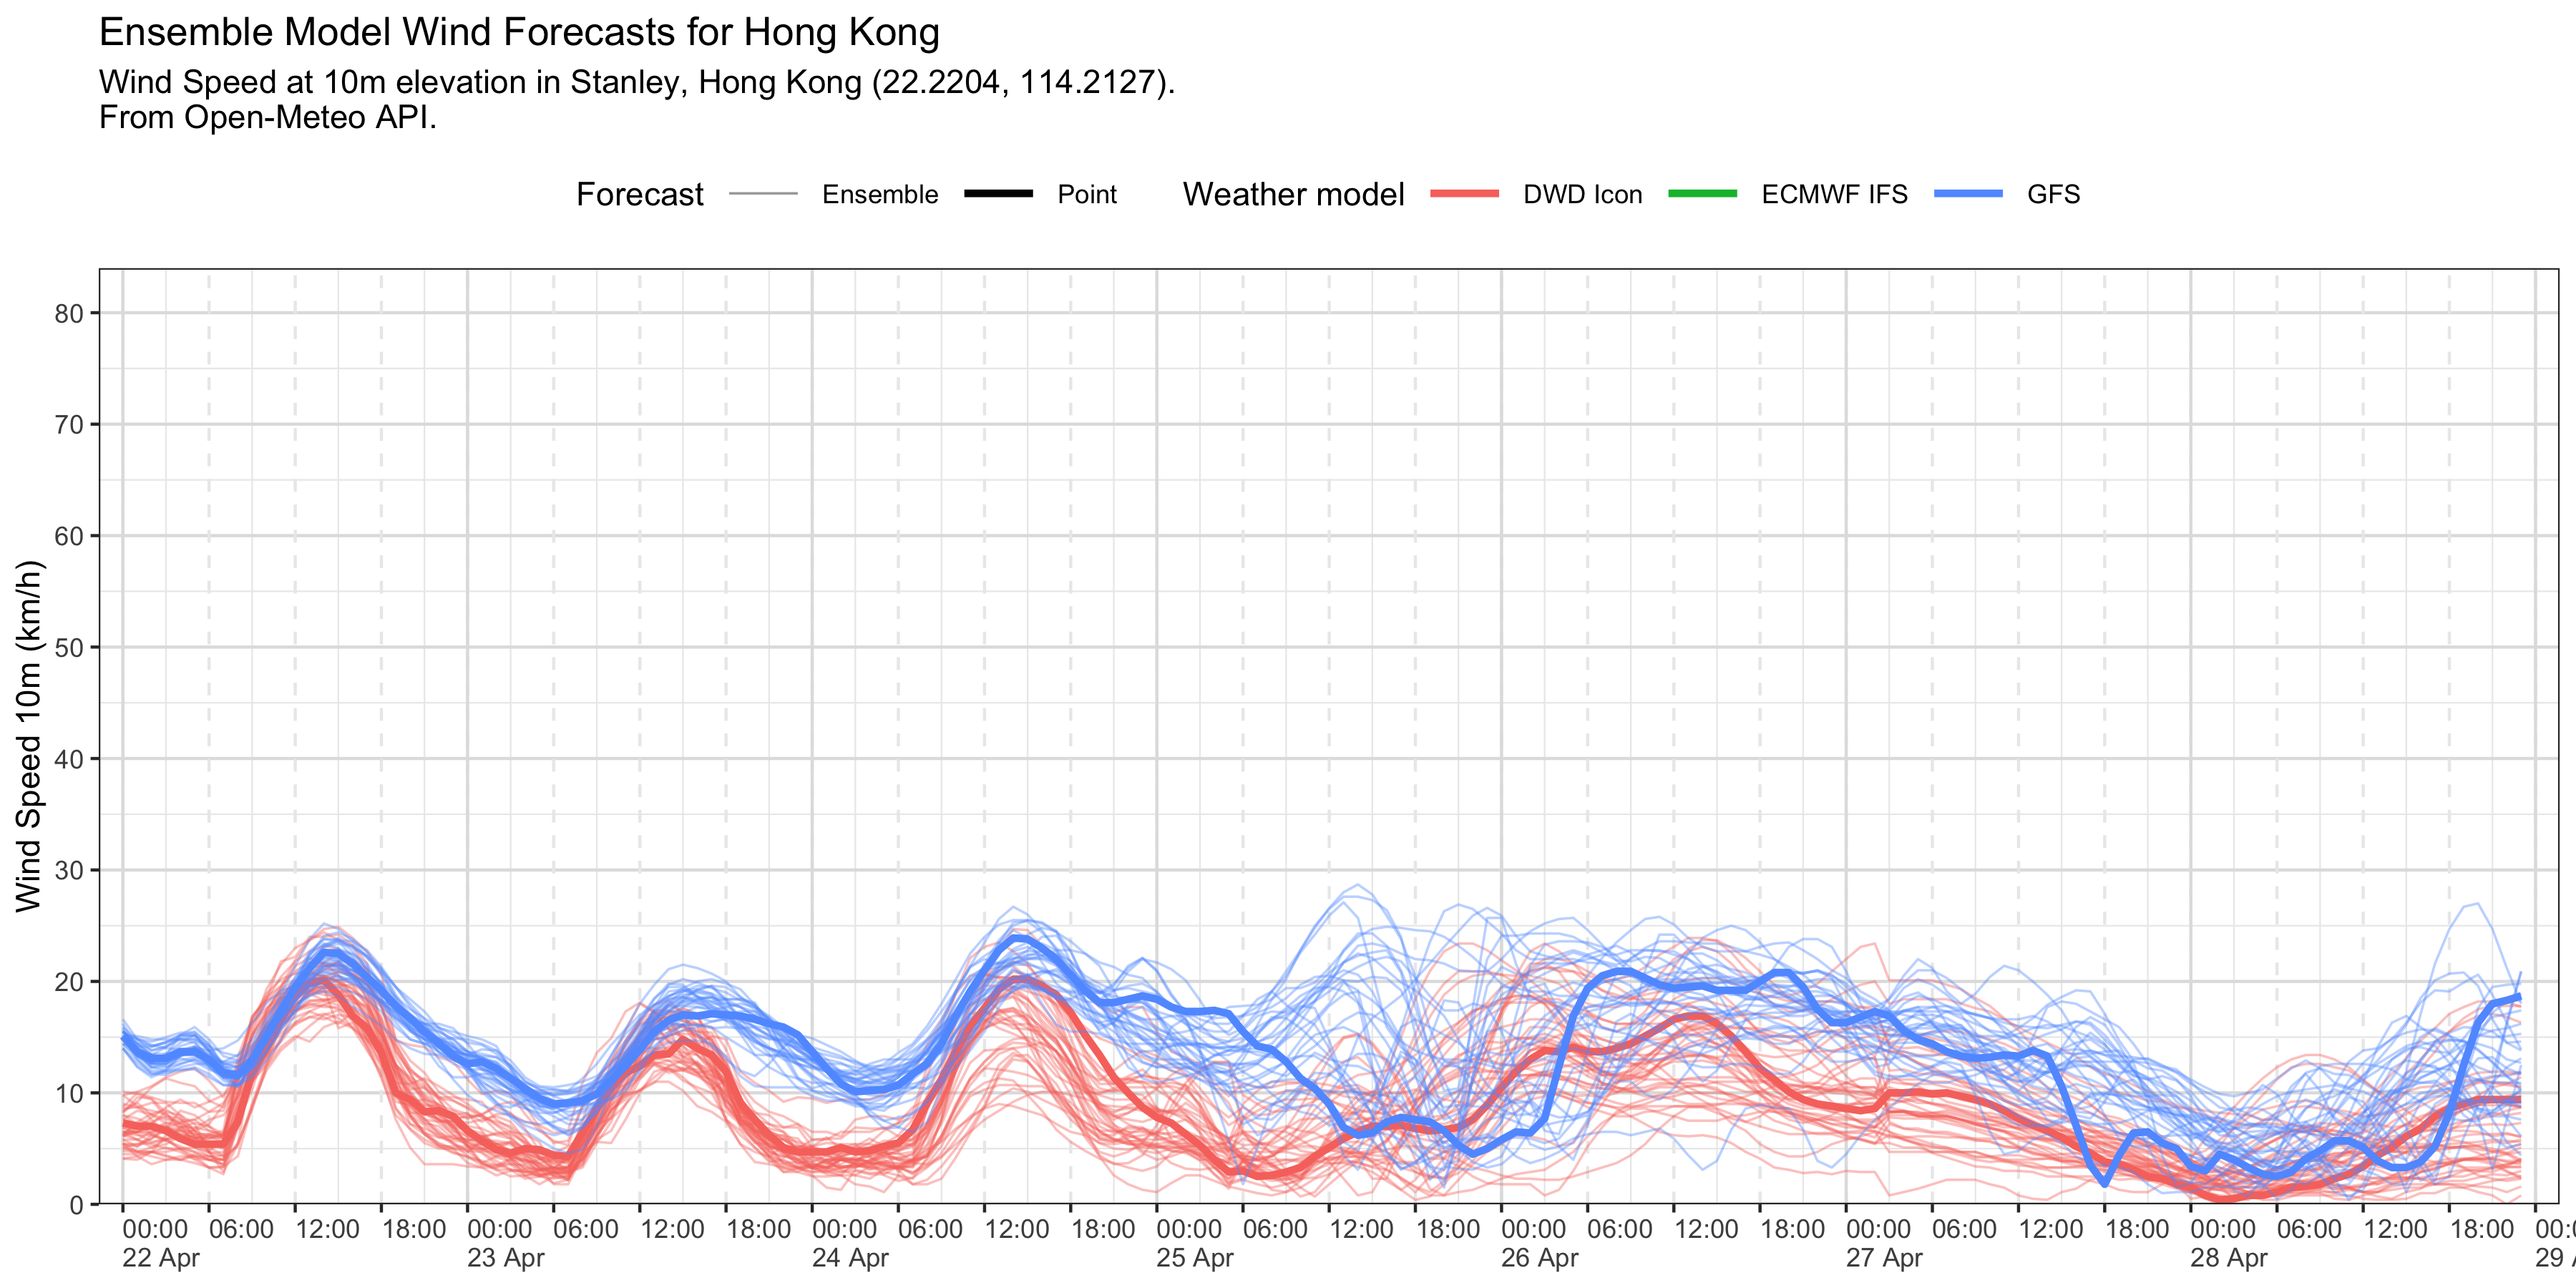 Ensemble Model Wind Forecasts for Hong Kong
Wind Speed at 10m elevation in Stanley, Hong Kong (22.2204, 114.2127).
From Open-Meteo API.
Forecast Ensemble Point Weather model DWD Icon ECMWF IFS GFS
Wind Speed 10m (km/h)
80
70
60
50
40
30
20
10
0
00:00 06:00 12:00 18:00 00:00 06:00 12:00 18:00 00:00 06:00 12:00 18:00 00:00 06:00 12:00 18:00 00:00 06:00 12:00 18:00 00:00 06:00 12:00 18:00 00:00 06:00 12:00 18:00 00:0
22 Apr 23 Apr 24 Apr 25 Apr 26 Apr 27 Apr 28 Apr 29 A